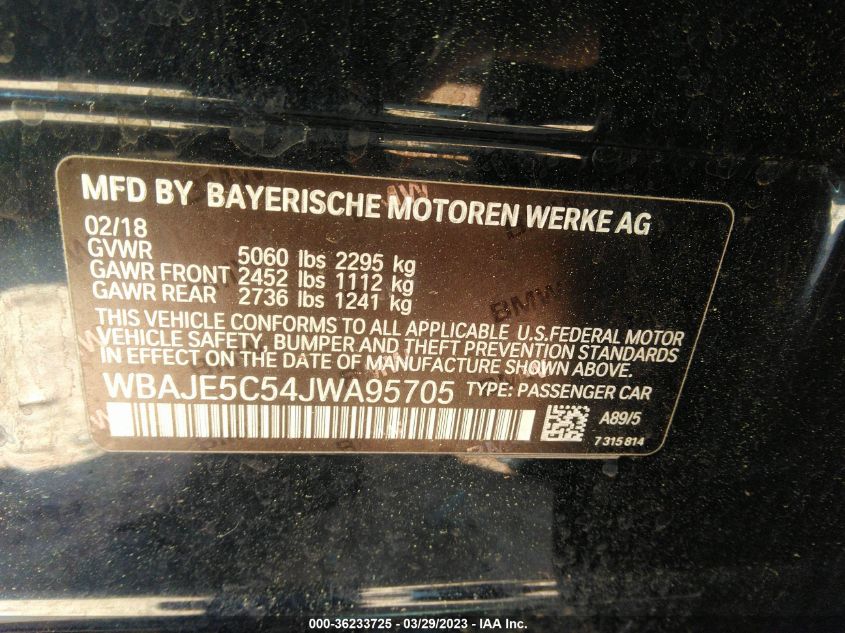 MFD BY BAYERISCHE MOTOREN WERKE AG
02/18
GVWR 5060 lbs 2295 kg
GAWR FRONT 2452 lbs 1112 kg
GAWR REAR 2736 lbs 1241 kg
THIS VEHICLE CONFORMS TO ALL APPLICABLE U.S.FEDERAL MOTOR
VEHICLE SAFETY, BUMPER AND THEFT PREVENTION STANDARDS
IN EFFECT ON THE DATE OF MANUFACTURE SHOWN ABOVE.
WBAJE5C54JWA95705 TYPE: PASSENGER CAR
A89/5
7 315 814
000-36233725 - 03/29/2023 - IAA Inc.